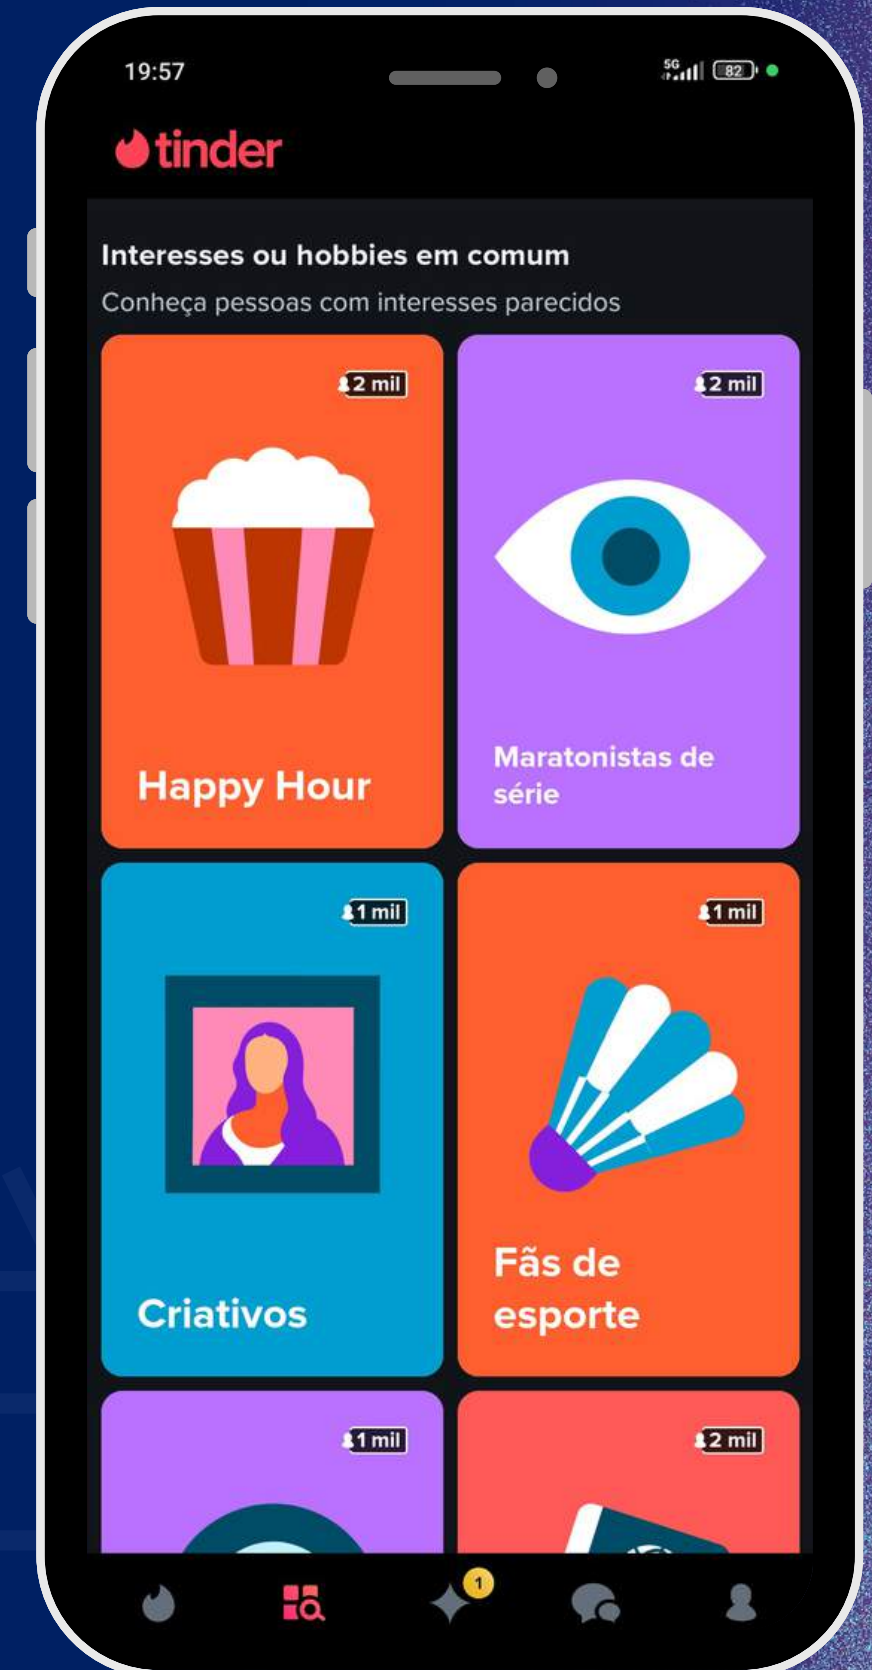 19:57
5G
82
tinder
Interesses ou hobbies em comum
Conheça pessoas com interesses parecidos
2 mil
2 mil
Happy Hour
Maratonistas de
série
1 mil
1 mil
Criativos
Fãs de
esporte
1 mil
2 mil
1